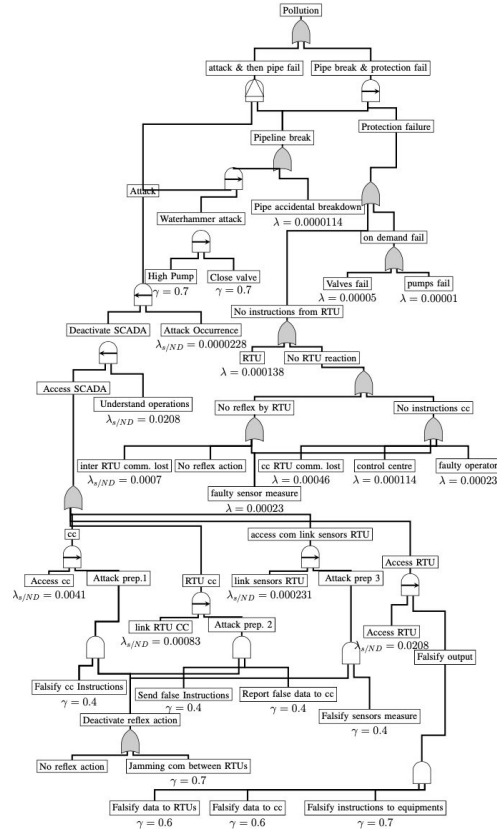 Pollution
attack & then pipe fail
Pipe break & protection fail
Pipeline break
Protection failure
Attack
Waterhammer attack
Pipe accidental breakdown
λ = 0.0000114
on demand fail
High Pump
γ = 0.7
Close valve
γ = 0.7
Valves fail
λ = 0.00005
pumps fail
λ = 0.00001
No instructions from RTU
Deactivate SCADA
Attack Occurrence
λs/ND = 0.0000228
RTU
λ = 0.000138
No RTU reaction
Access SCADA
Understand operations
λs/ND = 0.0208
No reflex by RTU
No instructions cc
inter RTU comm. lost
λs/ND = 0.0007
No reflex action
cc RTU comm. lost
λ = 0.00046
control centre
λ = 0.000114
faulty operator
λ = 0.00023
faulty sensor measure
λ = 0.00023
cc
access com link sensors RTU
Access RTU
Access cc
λs/ND = 0.0041
Attack prep.1
RTU cc
link sensors RTU
λs/ND = 0.000231
Attack prep 3
link RTU CC
λs/ND = 0.00083
Attack prep. 2
Access RTU
λs/ND = 0.0208
Falsify output
Falsify cc Instructions
γ = 0.4
Send false Instructions
γ = 0.4
Report false data to cc
γ = 0.4
Falsify sensors measure
γ = 0.4
Deactivate reflex action
No reflex action
Jamming com between RTUs
γ = 0.7
Falsify data to RTUs
γ = 0.6
Falsify data to cc
γ = 0.6
Falsify instructions to equipments
γ = 0.7